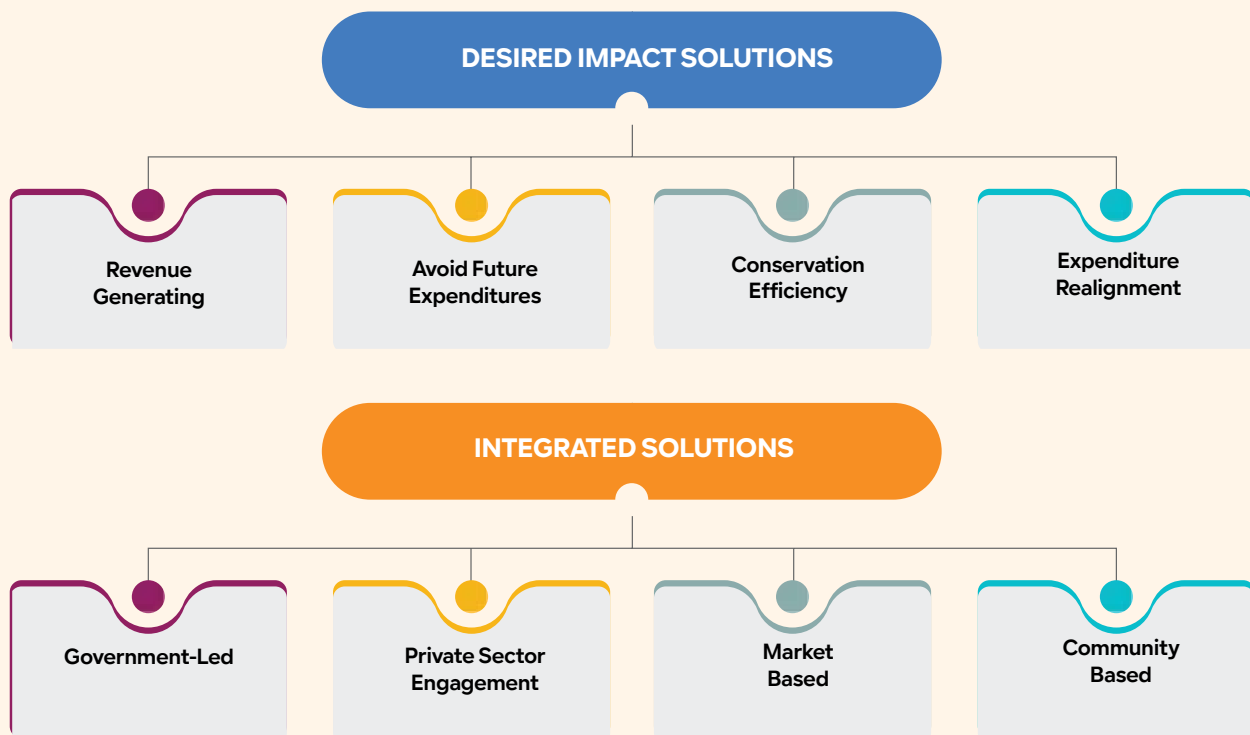 DESIRED IMPACT SOLUTIONS
Revenue
Generating
Avoid Future
Expenditures
Conservation
Efficiency
Expenditure
Realignment
INTEGRATED SOLUTIONS
Government-Led
Private Sector
Engagement
Market
Based
Community
Based